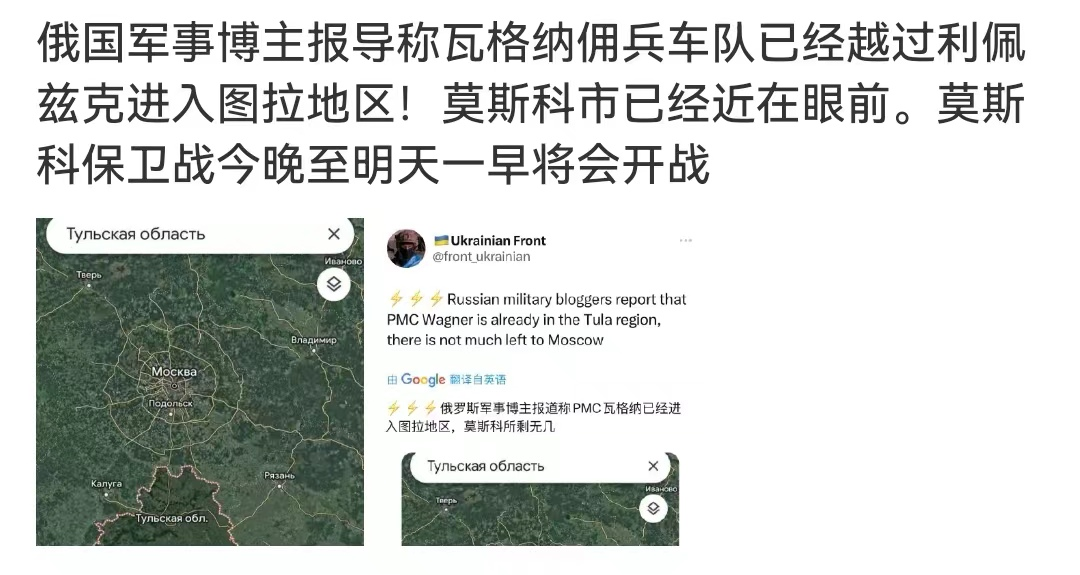 俄国军事博主报导称瓦格纳佣兵车队已经越过利佩
兹克进入图拉地区！莫斯科市已经近在眼前。莫斯
科保卫战今晚至明天一早将会开战
Тульская область
Иваново
Тверь
Владимир
Москва
Подольск
Калуга
Рязань
Тульская обл.
🇺🇦Ukrainian Front
@front_ukrainian
⚡⚡⚡Russian military bloggers report that
PMC Wagner is already in the Tula region,
there is not much left to Moscow
由 Google 翻译自英语
⚡⚡⚡俄罗斯军事博主报道称PMC瓦格纳已经进
入图拉地区，莫斯科所剩无几
Тульская область
Иваново
Тверь